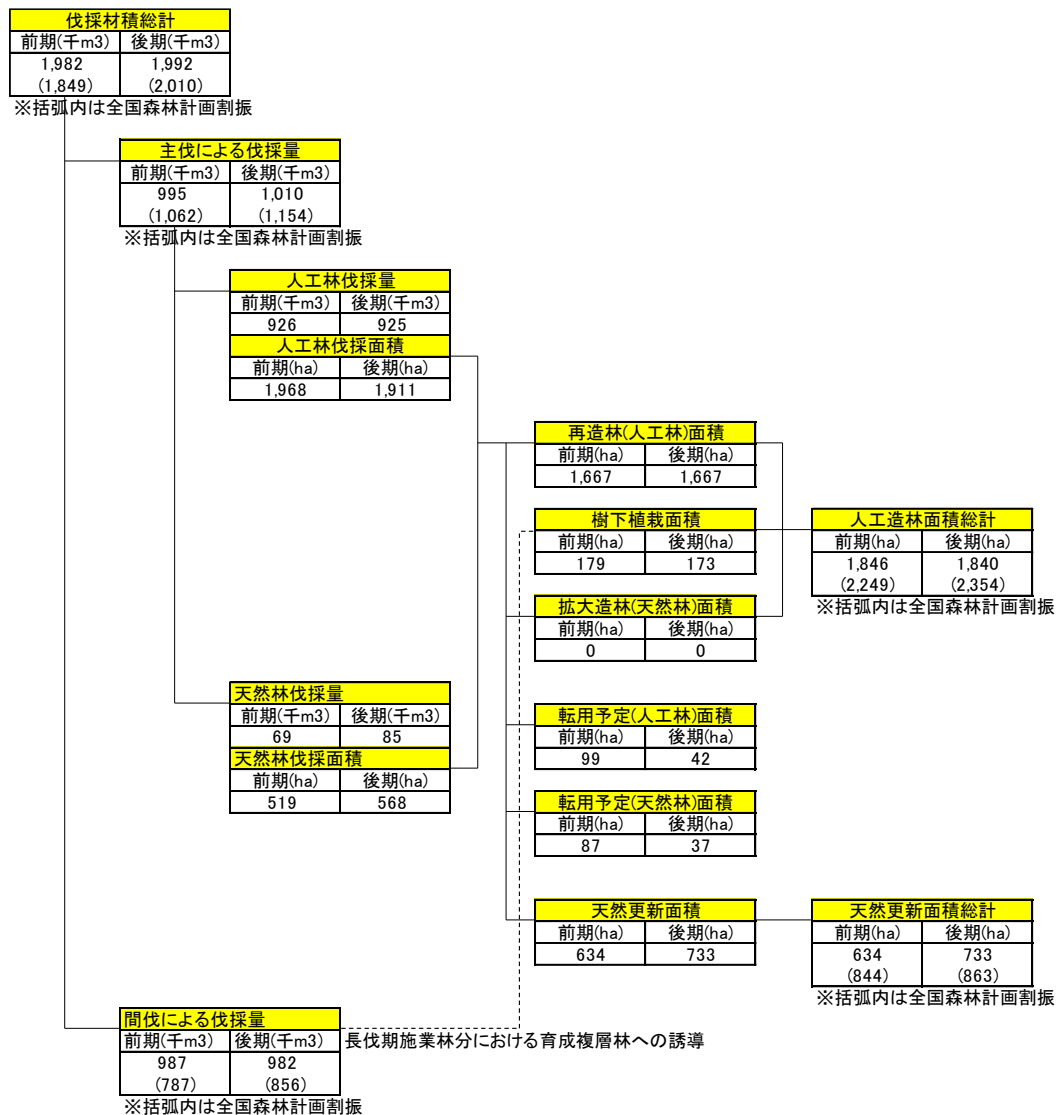 伐採材積総計
前期(千m3) 後期(千m3)
1,982 1,992
(1,849) (2,010)
※括弧内は全国森林計画割振
主伐による伐採量
前期(千m3) 後期(千m3)
995 1,010
(1,062) (1,154)
※括弧内は全国森林計画割振
人工林伐採量
前期(千m3) 後期(千m3)
926 925
人工林伐採面積
前期(ha) 後期(ha)
1,968 1,911
再造林(人工林)面積
前期(ha) 後期(ha)
1,667 1,667
樹下植栽面積
前期(ha) 後期(ha)
179 173
人工造林面積総計
前期(ha) 後期(ha)
1,846 1,840
(2,249) (2,354)
※括弧内は全国森林計画割振
拡大造林(天然林)面積
前期(ha) 後期(ha)
0 0
天然林伐採量
前期(千m3) 後期(千m3)
69 85
天然林伐採面積
前期(ha) 後期(ha)
519 568
転用予定(人工林)面積
前期(ha) 後期(ha)
99 42
転用予定(天然林)面積
前期(ha) 後期(ha)
87 37
天然更新面積
前期(ha) 後期(ha)
634 733
天然更新面積総計
前期(ha) 後期(ha)
634 733
(844) (863)
※括弧内は全国森林計画割振
間伐による伐採量
前期(千m3) 後期(千m3)
987 982
(787) (856)
※括弧内は全国森林計画割振
長伐期施業林分における育成複層林への誘導